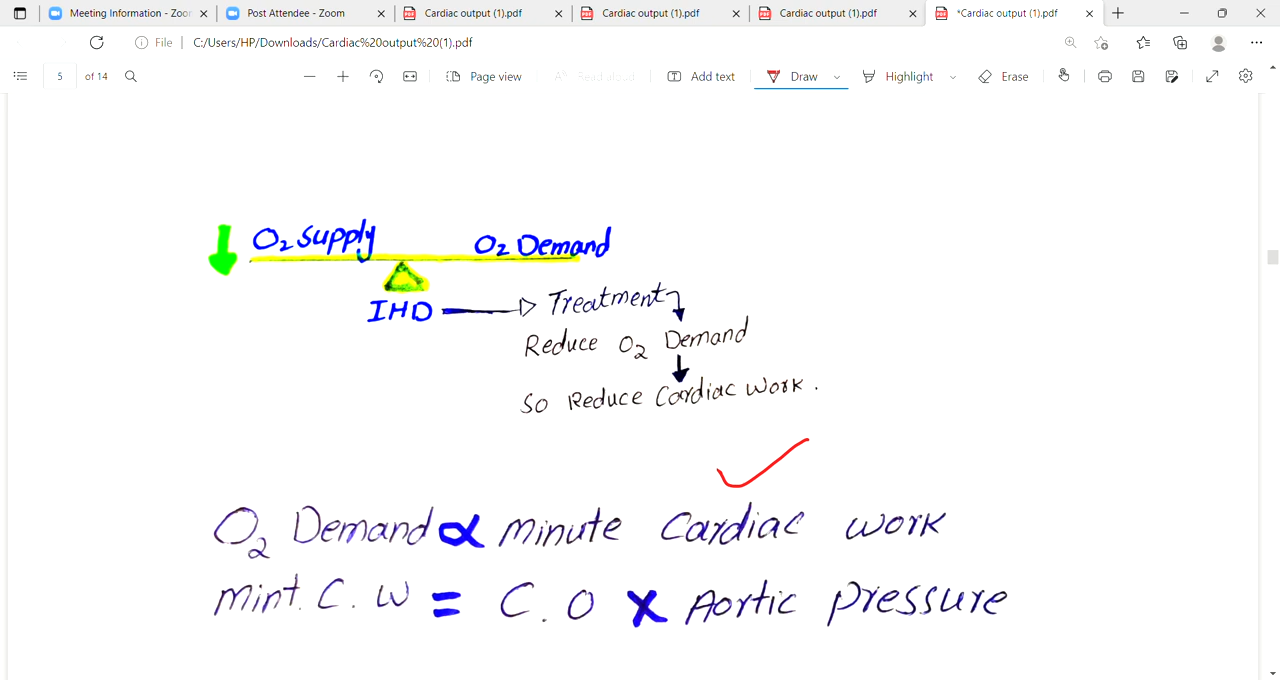 Meeting Information - Zoor
Post Attendee - Zoom
Cardiac output (1).pdf
Cardiac output (1).pdf
Cardiac output (1).pdf
*Cardiac output (1).pdf
File
C:/Users/HP/Downloads/Cardiac%20output%20(1).pdf
5 of 14
Page view
Read aloud
Add text
Draw
Highlight
Erase
O2 Supply O2 Demand
IHD Treatment
Reduce O2 Demand
So Reduce Cardiac Work.
O2 Demand ∝ minute Cardiac work
mint. C. W = C. O X Aortic pressure